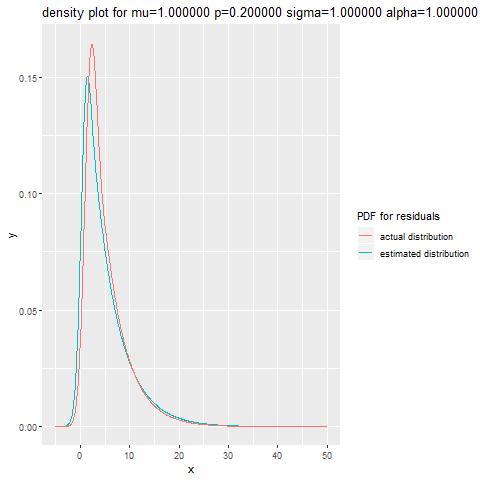 density plot for mu=1.000000 p=0.200000 sigma=1.000000 alpha=1.000000
0.15
0.10
0.05
0.00
y
0 10 20 30 40 50
x
PDF for residuals
actual distribution
estimated distribution